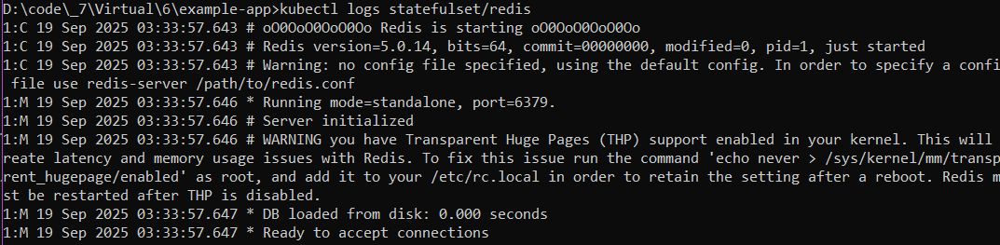 D:\code\_7\Virtual\6\example-app>kubectl logs statefulset/redis
1:C 19 Sep 2025 03:33:57.643 # oO0OoO0OoO0Oo Redis is starting oO0OoO0OoO0Oo
1:C 19 Sep 2025 03:33:57.643 # Redis version=5.0.14, bits=64, commit=00000000, modified=0, pid=1, just started
1:C 19 Sep 2025 03:33:57.643 # Warning: no config file specified, using the default config. In order to specify a confi
 file use redis-server /path/to/redis.conf
1:M 19 Sep 2025 03:33:57.646 * Running mode=standalone, port=6379.
1:M 19 Sep 2025 03:33:57.646 # Server initialized
1:M 19 Sep 2025 03:33:57.646 # WARNING you have Transparent Huge Pages (THP) support enabled in your kernel. This will
reate latency and memory usage issues with Redis. To fix this issue run the command 'echo never > /sys/kernel/mm/transp
rent_hugepage/enabled' as root, and add it to your /etc/rc.local in order to retain the setting after a reboot. Redis m
st be restarted after THP is disabled.
1:M 19 Sep 2025 03:33:57.647 * DB loaded from disk: 0.000 seconds
1:M 19 Sep 2025 03:33:57.647 * Ready to accept connections